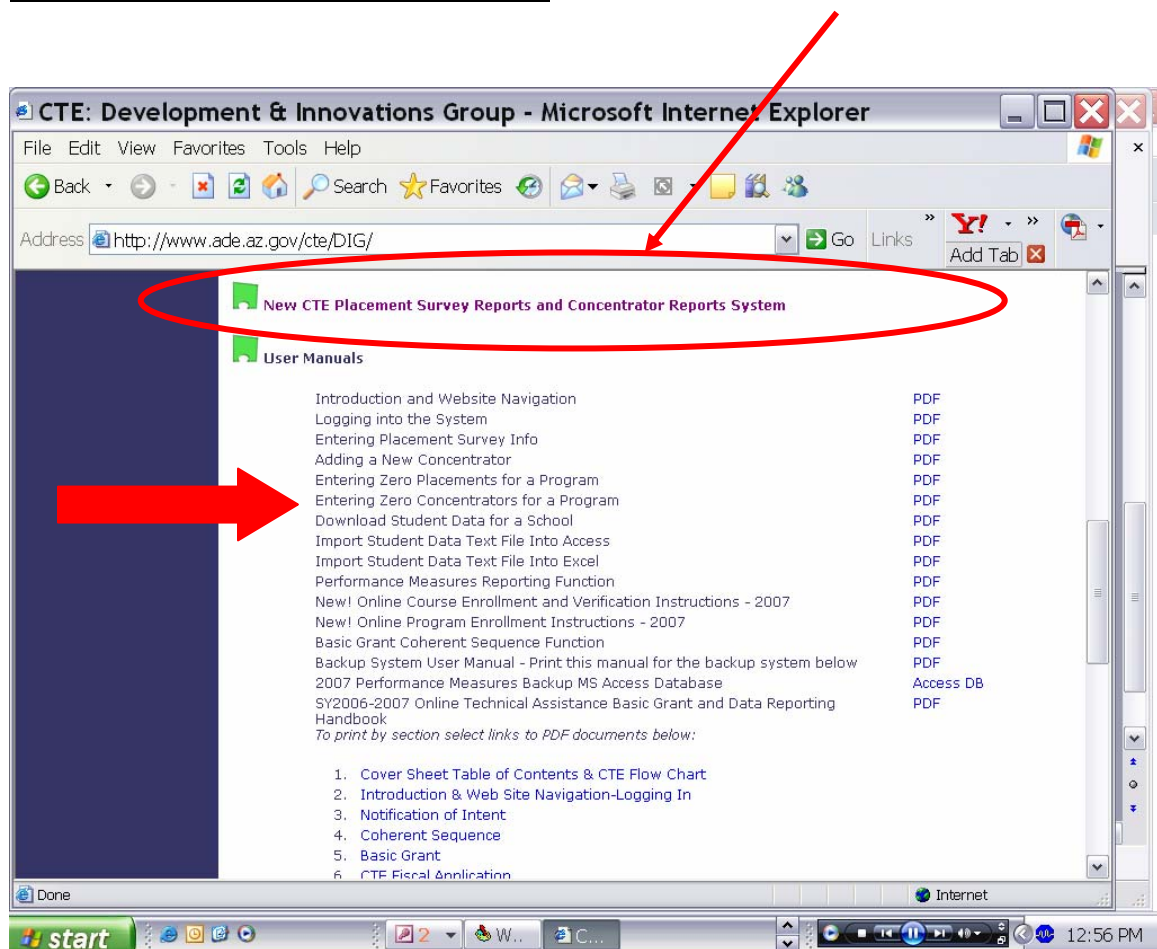 CTE: Development & Innovations Group - Microsoft Internet Explorer
File Edit View Favorites Tools Help
Back Search Favorites
Address http://www.ade.az.gov/cte/DIG/ Go Links » Y! »
Add Tab
New CTE Placement Survey Reports and Concentrator Reports System
User Manuals
Introduction and Website Navigation PDF
Logging into the System PDF
Entering Placement Survey Info PDF
Adding a New Concentrator PDF
Entering Zero Placements for a Program PDF
Entering Zero Concentrators for a Program PDF
Download Student Data for a School PDF
Import Student Data Text File Into Access PDF
Import Student Data Text File Into Excel PDF
Performance Measures Reporting Function PDF
New! Online Course Enrollment and Verification Instructions - 2007 PDF
New! Online Program Enrollment Instructions - 2007 PDF
Basic Grant Coherent Sequence Function PDF
Backup System User Manual - Print this manual for the backup system below PDF
2007 Performance Measures Backup MS Access Database Access DB
SY2006-2007 Online Technical Assistance Basic Grant and Data Reporting PDF
Handbook
To print by section select links to PDF documents below:
1. Cover Sheet Table of Contents & CTE Flow Chart
2. Introduction & Web Site Navigation-Logging In
3. Notification of Intent
4. Coherent Sequence
5. Basic Grant
6 CTE Fiscal Application
Done Internet
start 2 W.. C... 12:56 PM